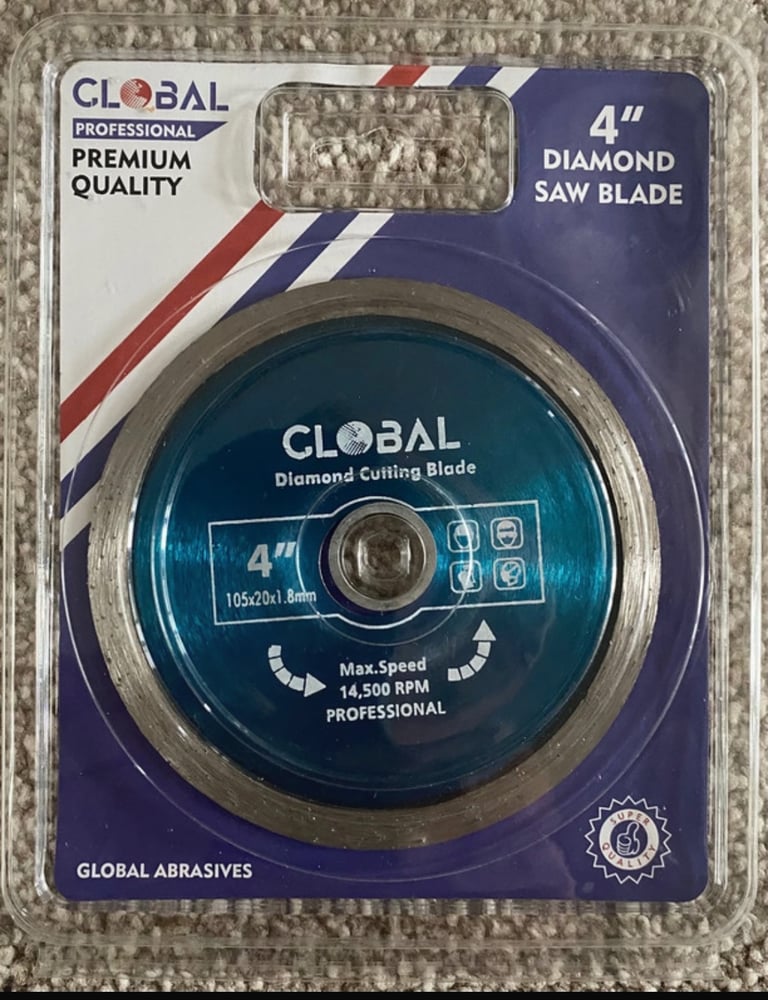 GLOBAL
PROFESSIONAL
PREMIUM
QUALITY
4"
DIAMOND
SAW BLADE
GLOBAL
Diamond Cutting Blade
4"
105x20x1.8mm
Max.Speed
14,500 RPM
PROFESSIONAL
GLOBAL ABRASIVES
SUPER
QUALITY